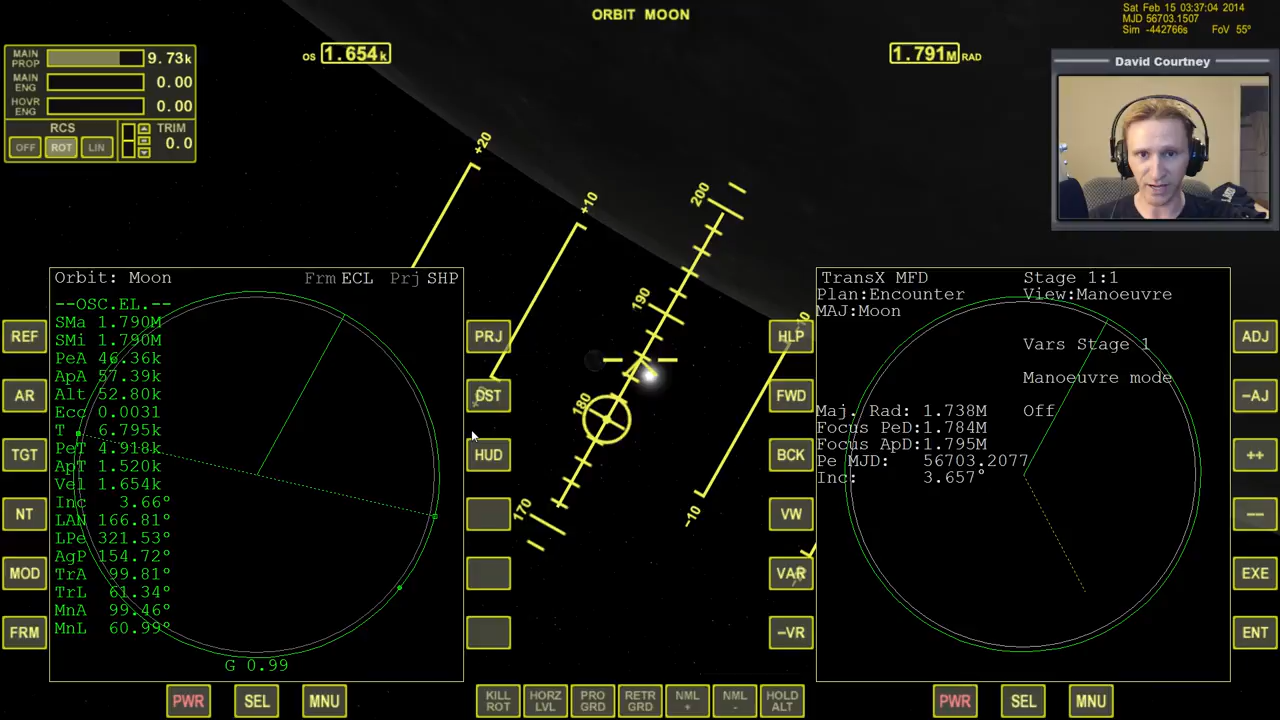 ORBIT MOON
Sat Feb 15 03:37:04 2014
MJD 56703.1507
Sim -442766s FoV 55°
MAIN PROP 9.73k
MAIN ENG 0.00
HOVR ENG 0.00
RCS
TRIM
0.0
OFF ROT LIN
OS 1.654k
1.791M RAD
David Courtney
+20
+10
200
190
180
170
-10
Orbit: Moon Frm ECL Prj SHP
--OSC.EL.--
SMa 1.790M
SMi 1.790M
PeA 46.36k
ApA 57.39k
Alt 52.80k
Ecc 0.0031
T 6.795k
PeT 4.918k
ApT 1.520k
Vel 1.654k
Inc 3.66°
LAN 166.81°
LPe 321.53°
AgP 154.72°
TrA 99.81°
TrL 61.34°
MnA 99.46°
MnL 60.99°
G 0.99
REF
AR
TGT
NT
MOD
FRM
PRJ
DST
HUD
PWR SEL MNU
KILL ROT
HORZ LVL
PRO GRD
RETR GRD
NML +
NML -
HOLD ALT
TransX MFD Stage 1:1
Plan:Encounter View:Manoeuvre
MAJ:Moon
Vars Stage 1
Manoeuvre mode
Maj. Rad: 1.738M Off
Focus PeD:1.784M
Focus ApD:1.795M
Pe MJD: 56703.2077
Inc: 3.657°
HLP
FWD
BCK
VW
VAR
-VR
ADJ
-AJ
++
--
EXE
ENT
PWR SEL MNU